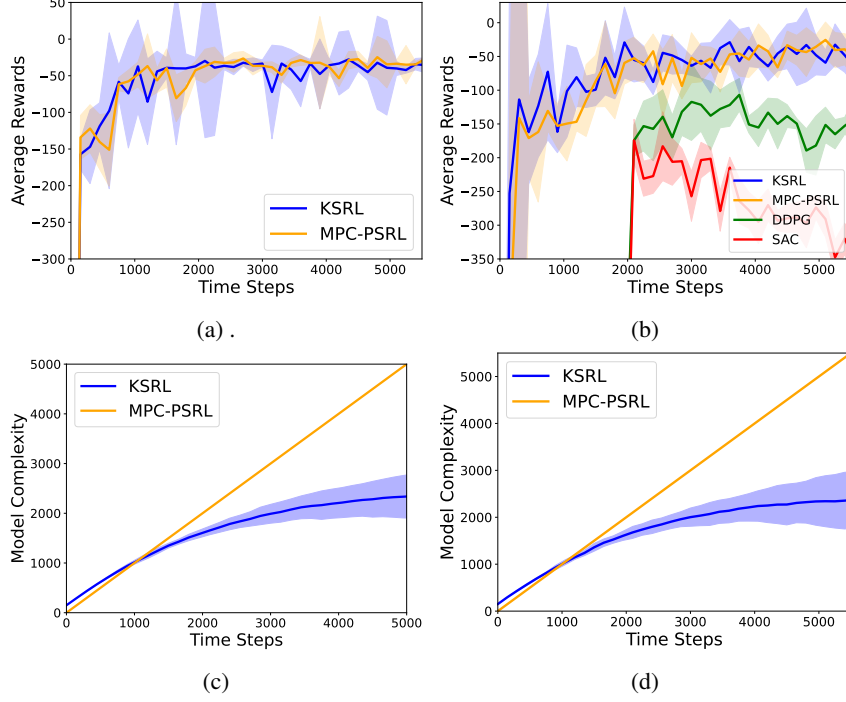 50
0
−50
−100
−150
−200
−250
−300
Average Rewards
KSRL
MPC-PSRL
0 1000 2000 3000 4000 5000
Time Steps
(a) .
0
−50
−100
−150
−200
−250
−300
−350
Average Rewards
KSRL
MPC-PSRL
DDPG
SAC
0 1000 2000 3000 4000 5000
Time Steps
(b)
5000
4000
3000
2000
1000
0
Model Complexity
KSRL
MPC-PSRL
0 1000 2000 3000 4000 5000
Time Steps
(c)
5000
4000
3000
2000
1000
0
Model Complexity
KSRL
MPC-PSRL
0 1000 2000 3000 4000 5000
Time Steps
(d)